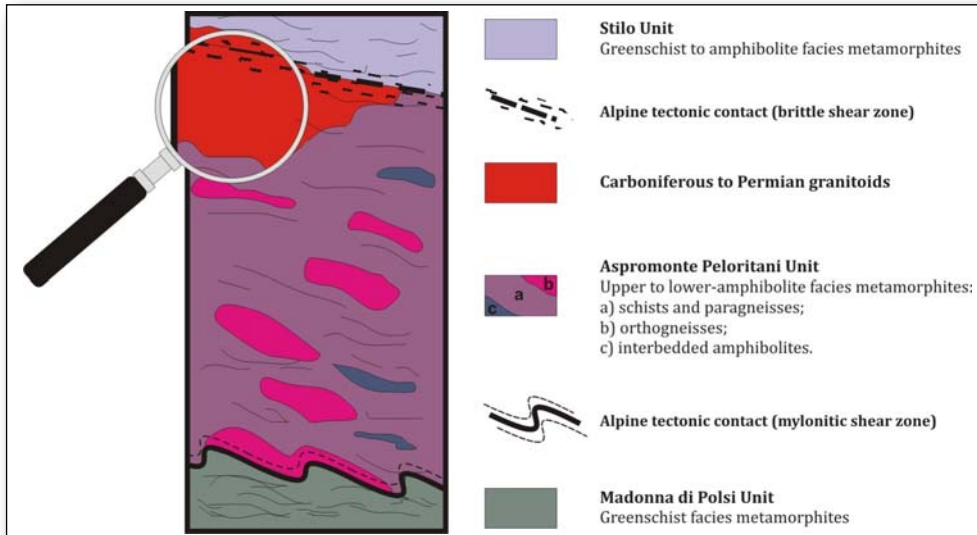 Stilo Unit
Greenschist to amphibolite facies metamorphites
Alpine tectonic contact (brittle shear zone)
Carboniferous to Permian granitoids
Aspromonte Peloritani Unit
Upper to lower-amphibolite facies metamorphites:
a) schists and paragneisses;
b) orthogneisses;
c) interbedded amphibolites.
b
a
c
Alpine tectonic contact (mylonitic shear zone)
Madonna di Polsi Unit
Greenschist facies metamorphites